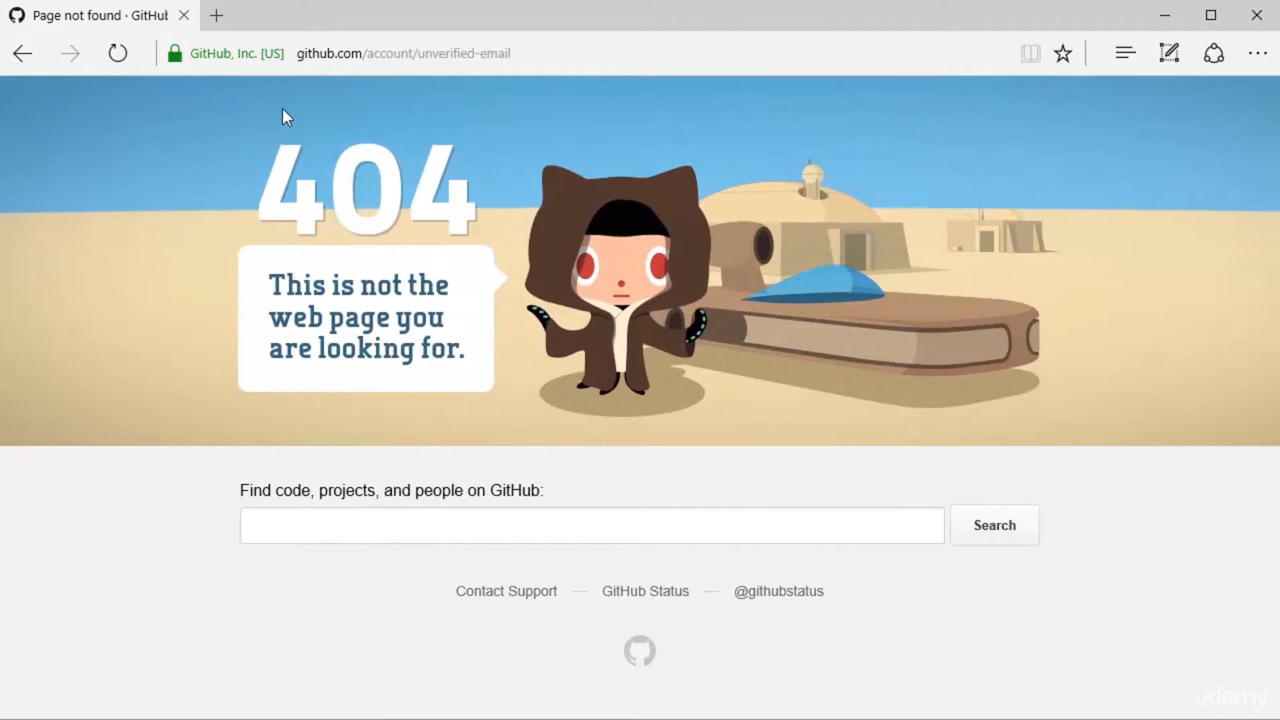 Page not found · GitHub
GitHub, Inc. [US] github.com/account/unverified-email
404
This is not the
web page you
are looking for.
Find code, projects, and people on GitHub:
Search
Contact Support — GitHub Status — @githubstatus
udemy